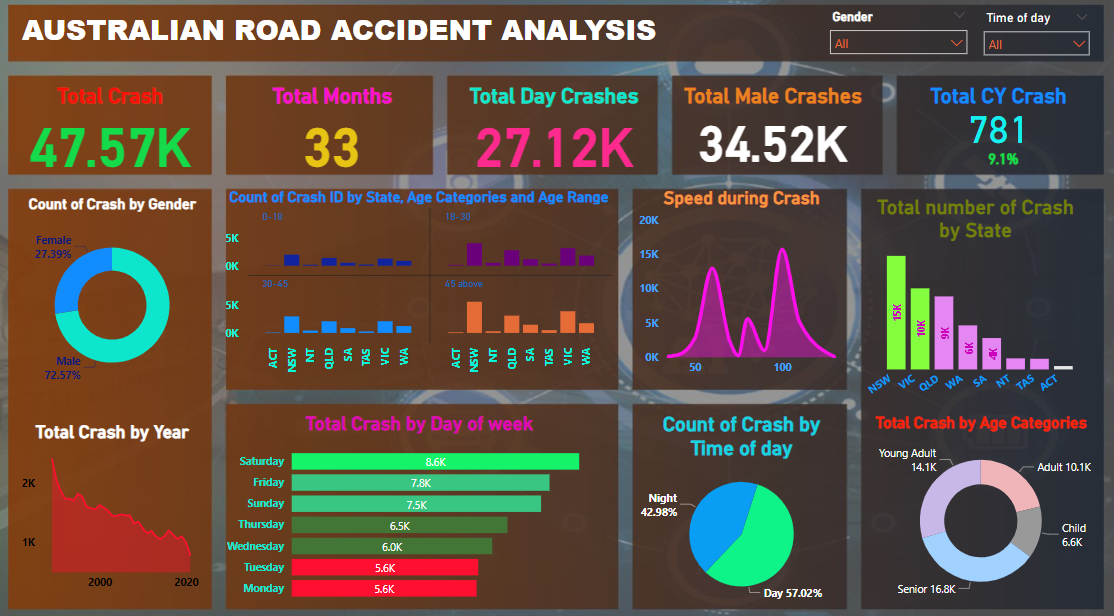 AUSTRALIAN ROAD ACCIDENT ANALYSIS
Gender
All
Time of day
All
Total Crash
47.57K
Total Months
33
Total Day Crashes
27.12K
Total Male Crashes
34.52K
Total CY Crash
781
9.1%
Count of Crash by Gender
Female
27.39%
Male
72.57%
Count of Crash ID by State, Age Categories and Age Range
0-18
18-30
5K
0K
30-45
45 above
5K
0K
ACT NSW NT QLD SA TAS VIC WA
ACT NSW NT QLD SA TAS VIC WA
Speed during Crash
20K
15K
10K
5K
0K
50 100
Total number of Crash
by State
15K 10K 9K 6K 4K
NSW VIC QLD WA SA NT TAS ACT
Total Crash by Year
2K
1K
2000 2020
Total Crash by Day of week
Saturday 8.6K
Friday 7.8K
Sunday 7.5K
Thursday 6.5K
Wednesday 6.0K
Tuesday 5.6K
Monday 5.6K
Count of Crash by
Time of day
Night
42.98%
Day 57.02%
Total Crash by Age Categories
Young Adult
14.1K
Adult 10.1K
Child
6.6K
Senior 16.8K